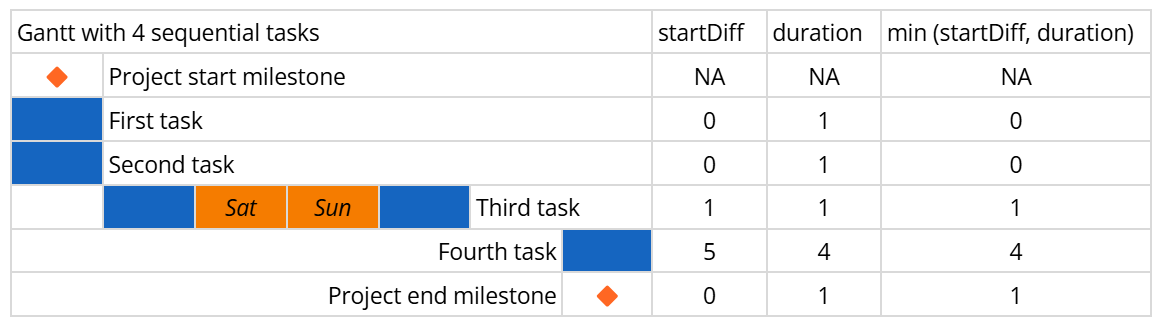 Gantt with 4 sequential tasks startDiff duration min (startDiff, duration)
Project start milestone NA NA NA
First task 0 1 0
Second task 0 1 0
Sat Sun Third task 1 1 1
Fourth task 5 4 4
Project end milestone 0 1 1